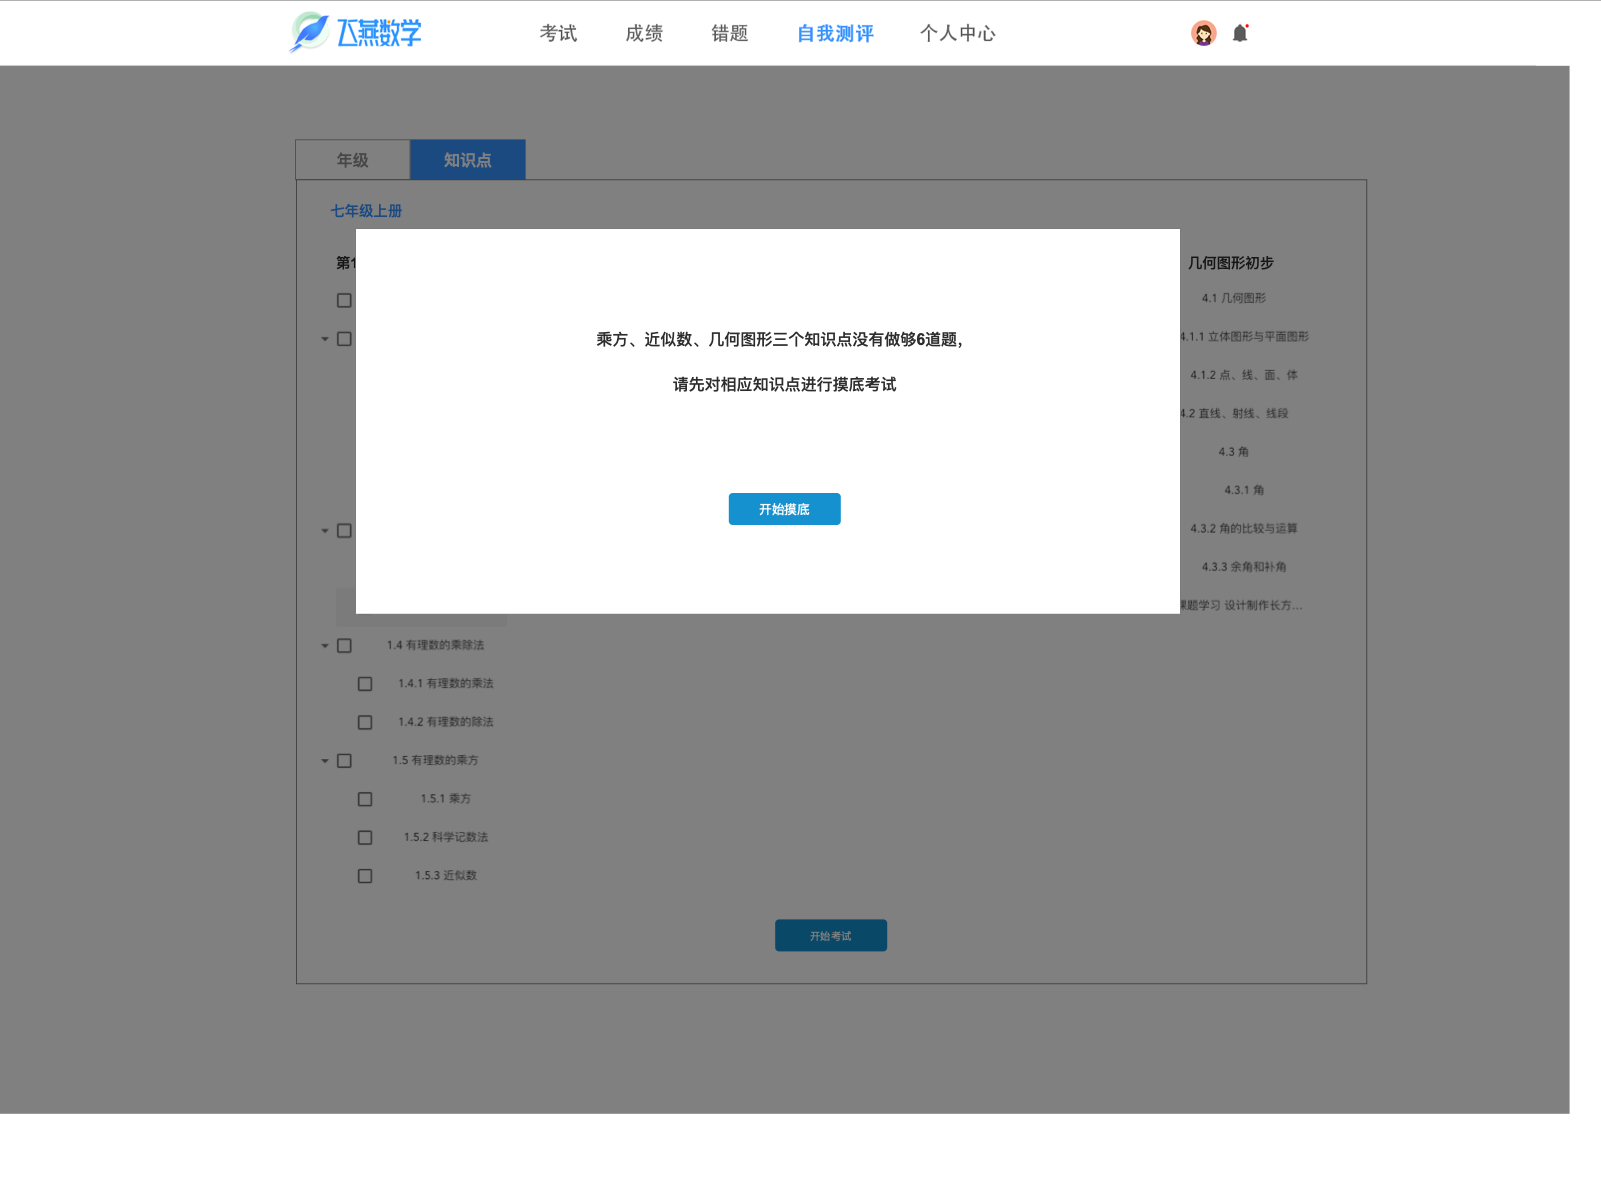 飞燕数学
考试 成绩 错题 自我测评 个人中心
年级 知识点
七年级上册
第1
几何图形初步
4.1 几何图形
乘方、近似数、几何图形三个知识点没有做够6道题,
4.1.1 立体图形与平面图形
请先对相应知识点进行摸底考试
4.1.2 点、线、面、体
4.2 直线、射线、线段
4.3 角
4.3.1 角
开始摸底
4.3.2 角的比较与运算
4.3.3 余角和补角
课题学习 设计制作长方...
1.4 有理数的乘除法
1.4.1 有理数的乘法
1.4.2 有理数的除法
1.5 有理数的乘方
1.5.1 乘方
1.5.2 科学记数法
1.5.3 近似数
开始考试